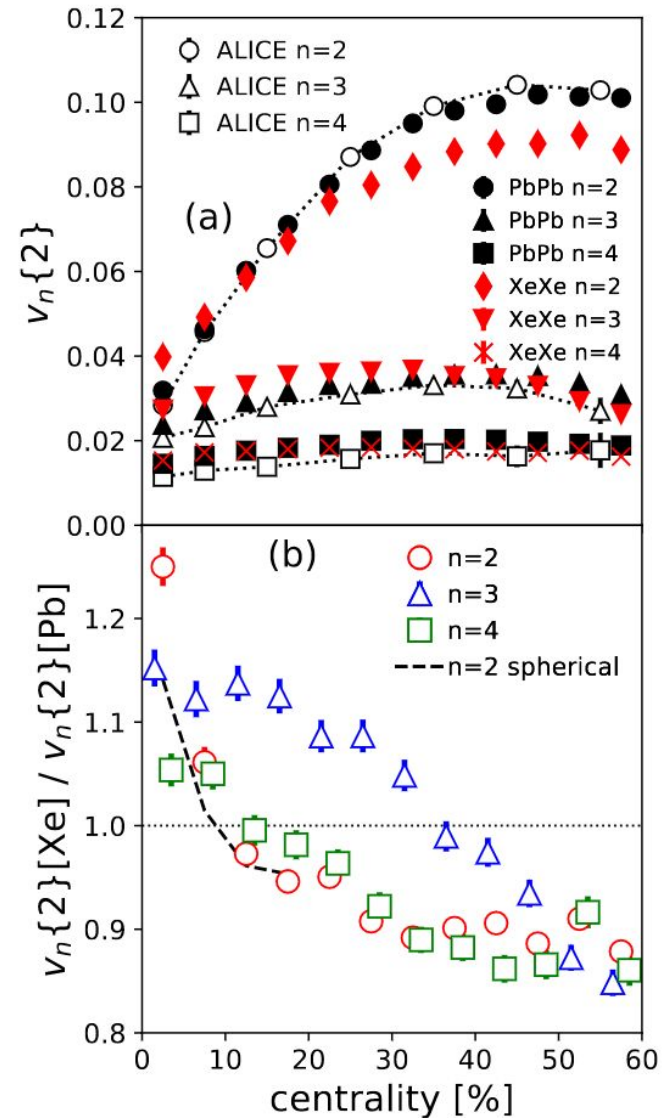 0.12
0.10
0.08
0.06
0.04
0.02
0.00
v_n{2}
ALICE n=2
ALICE n=3
ALICE n=4
(a)
PbPb n=2
PbPb n=3
PbPb n=4
XeXe n=2
XeXe n=3
XeXe n=4
(b)
n=2
n=3
n=4
n=2 spherical
1.2
1.1
1.0
0.9
0.8
v_n{2}[Xe] / v_n{2}[Pb]
0 10 20 30 40 50 60
centrality [%]